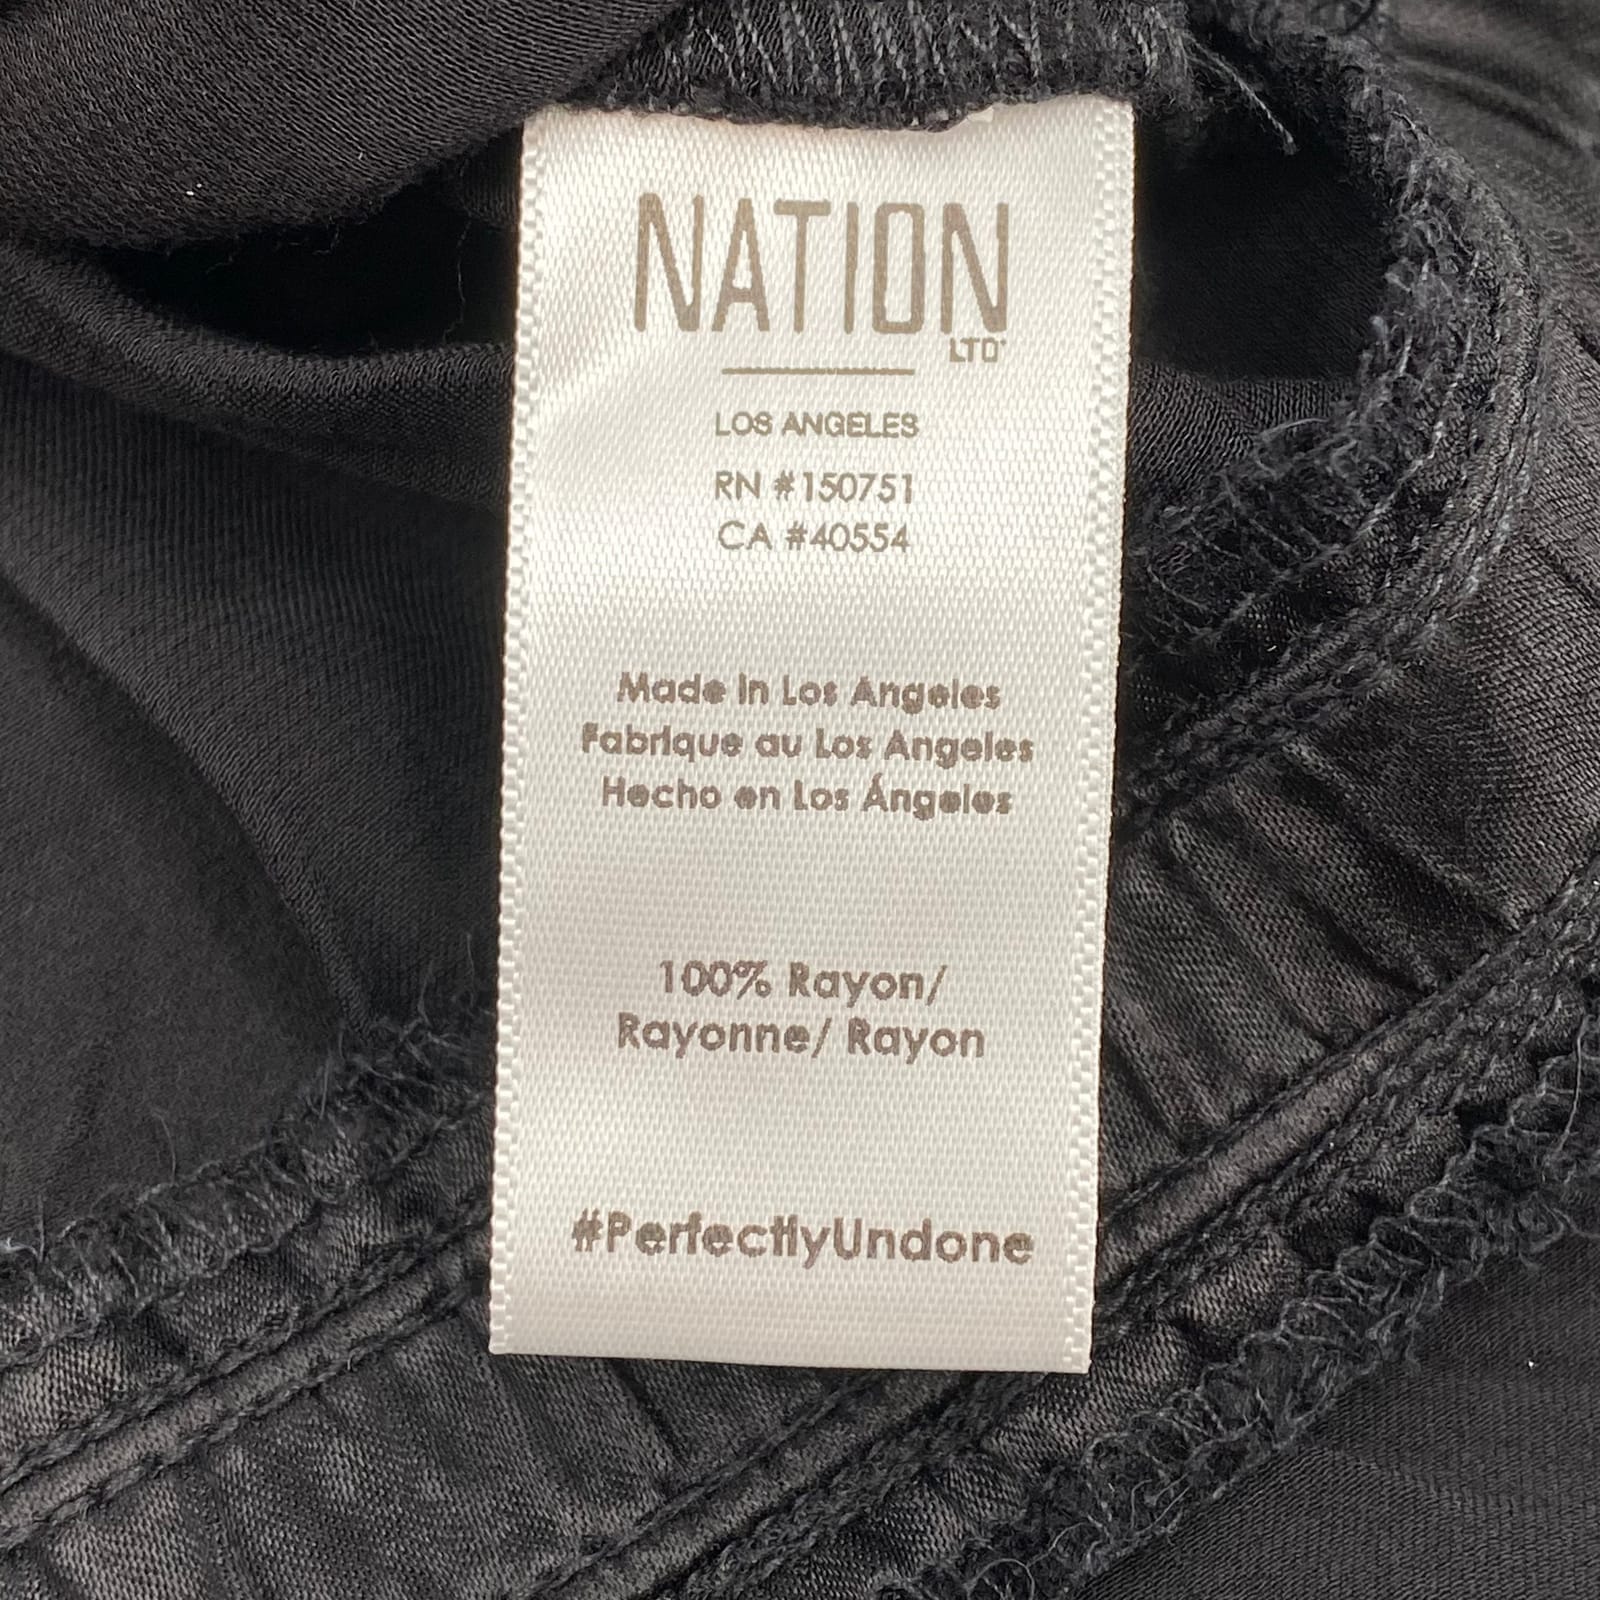 NATION
LTD
LOS ANGELES
RN #150751
CA #40554
Made in Los Angeles
Fabrique au Los Angeles
Hecho en Los Ángeles
100% Rayon/
Rayonne/ Rayon
#PerfectlyUndone